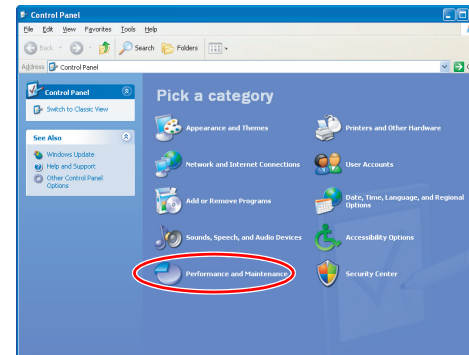 Control Panel
File Edit View Favorites Tools Help
Back Search Folders
Address Control Panel
Control Panel
Switch to Classic View
See Also
Windows Update
Help and Support
Other Control Panel
Options
Pick a category
Appearance and Themes
Printers and Other Hardware
Network and Internet Connections
User Accounts
Add or Remove Programs
Date, Time, Language, and Regional
Options
Sounds, Speech, and Audio Devices
Accessibility Options
Performance and Maintenance
Security Center